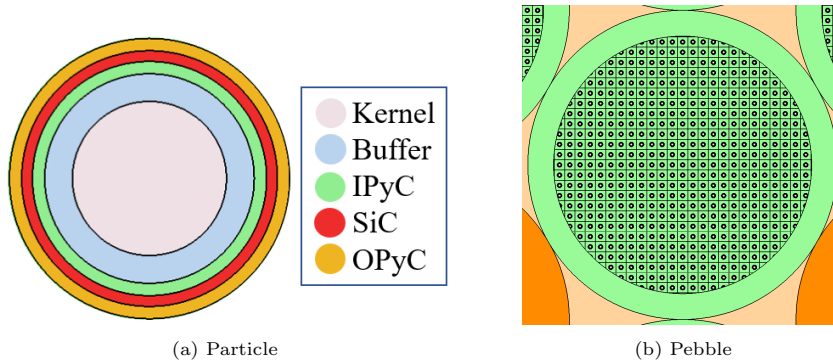 Kernel
Buffer
IPyC
SiC
OPyC
(a) Particle
(b) Pebble